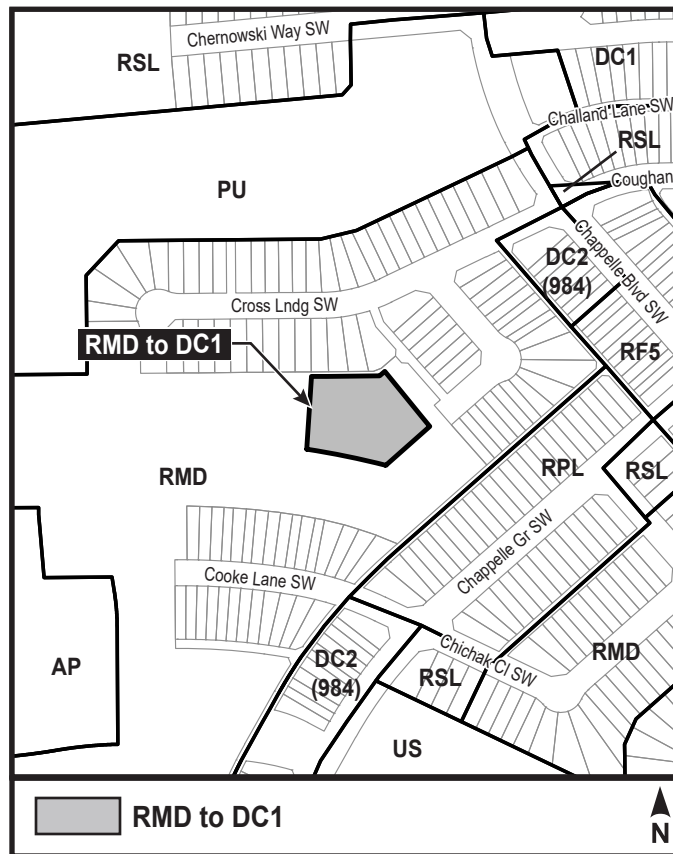 Chernowski Way SW
RSL
DC1
Challand Lane SW
RSL
Coughlan
PU
Chappelle Blvd SW
DC2
(984)
Cross Lndg SW
RMD to DC1
RF5
RMD
RPL
RSL
Chappelle Gr SW
Cooke Lane SW
AP
DC2
(984)
Chichak Cl SW
RSL
RMD
US
RMD to DC1
N